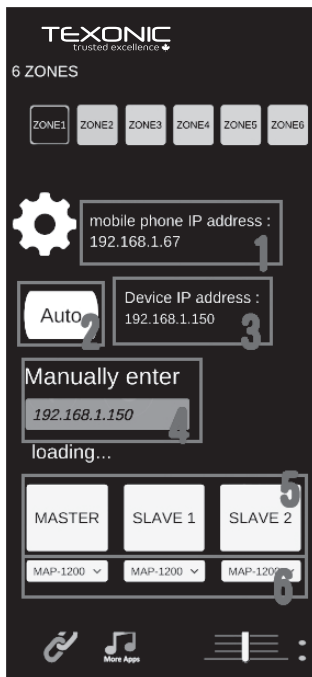 TEXONIC
trusted excellence
6 ZONES
ZONE1 ZONE2 ZONE3 ZONE4 ZONE5 ZONE6
mobile phone IP address :
192.168.1.67
1
Auto
2
Device IP address :
192.168.1.150
3
Manually enter
192.168.1.150
4
loading...
5
MASTER SLAVE 1 SLAVE 2
MAP-1200 MAP-1200 MAP-1200
6
More Apps